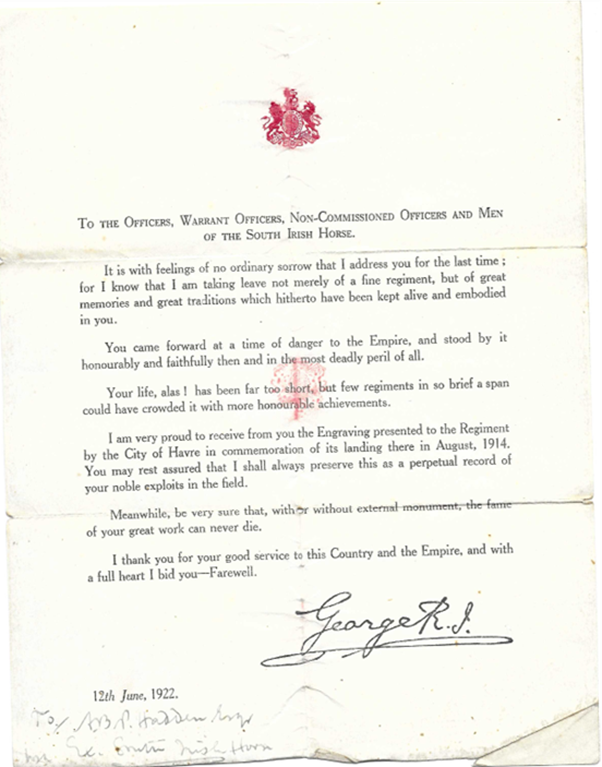 TO THE OFFICERS, WARRANT OFFICERS, NON-COMMISSIONED OFFICERS AND MEN
OF THE SOUTH IRISH HORSE.
It is with feelings of no ordinary sorrow that I address you for the last time ;
for I know that I am taking leave not merely of a fine regiment, but of great
memories and great traditions which hitherto have been kept alive and embodied
in you.
You came forward at a time of danger to the Empire, and stood by it
honourably and faithfully then and in the most deadly peril of all.
Your life, alas ! has been far too short, but few regiments in so brief a span
could have crowded it with more honourable achievements.
I am very proud to receive from you the Engraving presented to the Regiment
by the City of Havre in commemoration of its landing there in August, 1914.
You may rest assured that I shall always preserve this as a perpetual record of
your noble exploits in the field.
Meanwhile, be very sure that, with or without external monument, the fame
of your great work can never die.
I thank you for your good service to this Country and the Empire, and with
a full heart I bid you—Farewell.
George R.I.
12th June, 1922.
To/ Hadden Esq
Ex. South Irish Horse